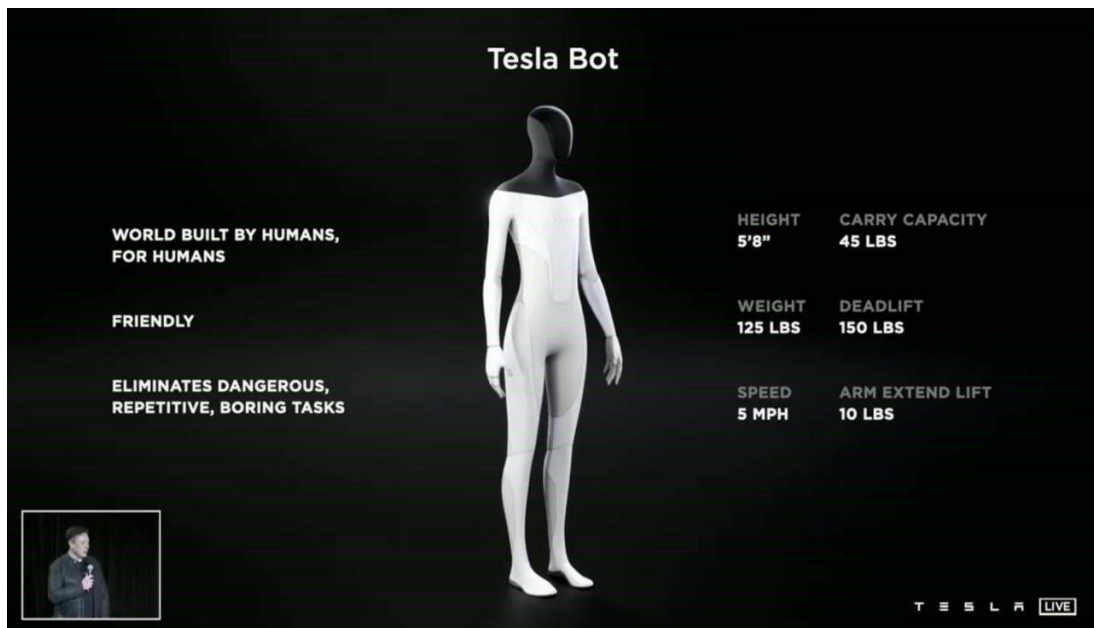 Tesla Bot
WORLD BUILT BY HUMANS,
FOR HUMANS
FRIENDLY
ELIMINATES DANGEROUS,
REPETITIVE, BORING TASKS
HEIGHT
5’8”
CARRY CAPACITY
45 LBS
WEIGHT
125 LBS
DEADLIFT
150 LBS
SPEED
5 MPH
ARM EXTEND LIFT
10 LBS
TESLA LIVE